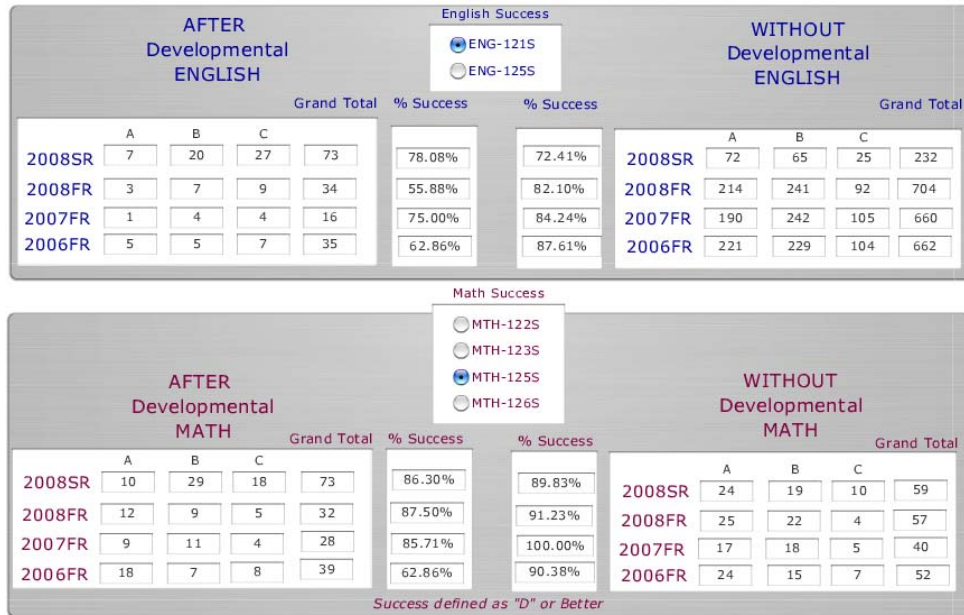 English Success
AFTER
Developmental
ENGLISH
ENG-121S
ENG-125S
WITHOUT
Developmental
ENGLISH
Grand Total % Success % Success Grand Total
A B C A B C
2008SR 7 20 27 73 78.08% 72.41% 2008SR 72 65 25 232
2008FR 3 7 9 34 55.88% 82.10% 2008FR 214 241 92 704
2007FR 1 4 4 16 75.00% 84.24% 2007FR 190 242 105 660
2006FR 5 5 7 35 62.86% 87.61% 2006FR 221 229 104 662
Math Success
MTH-122S
MTH-123S
MTH-125S
MTH-126S
AFTER
Developmental
MATH
WITHOUT
Developmental
MATH
Grand Total % Success % Success Grand Total
A B C A B C
2008SR 10 29 18 73 86.30% 89.83% 2008SR 24 19 10 59
2008FR 12 9 5 32 87.50% 91.23% 2008FR 25 22 4 57
2007FR 9 11 4 28 85.71% 100.00% 2007FR 17 18 5 40
2006FR 18 7 8 39 62.86% 90.38% 2006FR 24 15 7 52
Success defined as "D" or Better